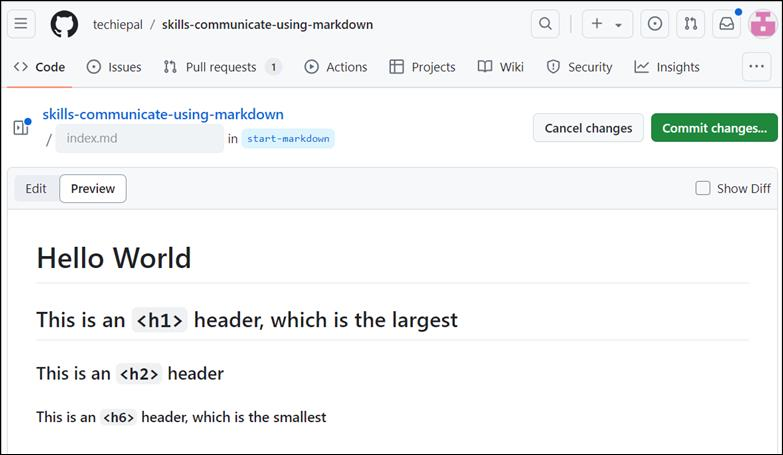 techiepal / skills-communicate-using-markdown
Code Issues Pull requests 1 Actions Projects Wiki Security Insights
skills-communicate-using-markdown
/ index.md in start-markdown
Cancel changes Commit changes...
Edit Preview Show Diff
Hello World
This is an <h1> header, which is the largest
This is an <h2> header
This is an <h6> header, which is the smallest